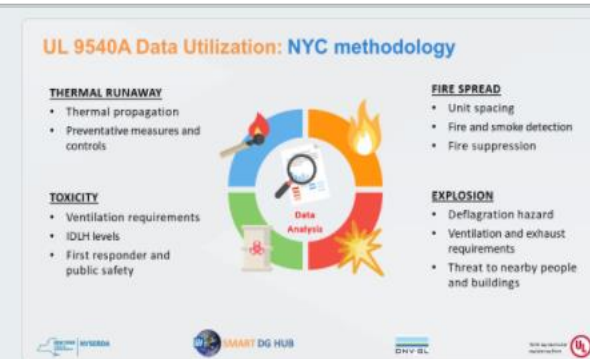 UL 9540A Data Utilization: NYC methodology
THERMAL RUNAWAY
• Thermal propagation
• Preventative measures and
controls
TOXICITY
• Ventilation requirements
• IDLH levels
• First responder and
public safety
Data
Analysis
FIRE SPREAD
• Unit spacing
• Fire and smoke detection
• Fire suppression
EXPLOSION
• Deflagration hazard
• Ventilation and exhaust
requirements
• Threat to nearby people
and buildings
NYSERDA
SMART DG HUB
DNV·GL
UL